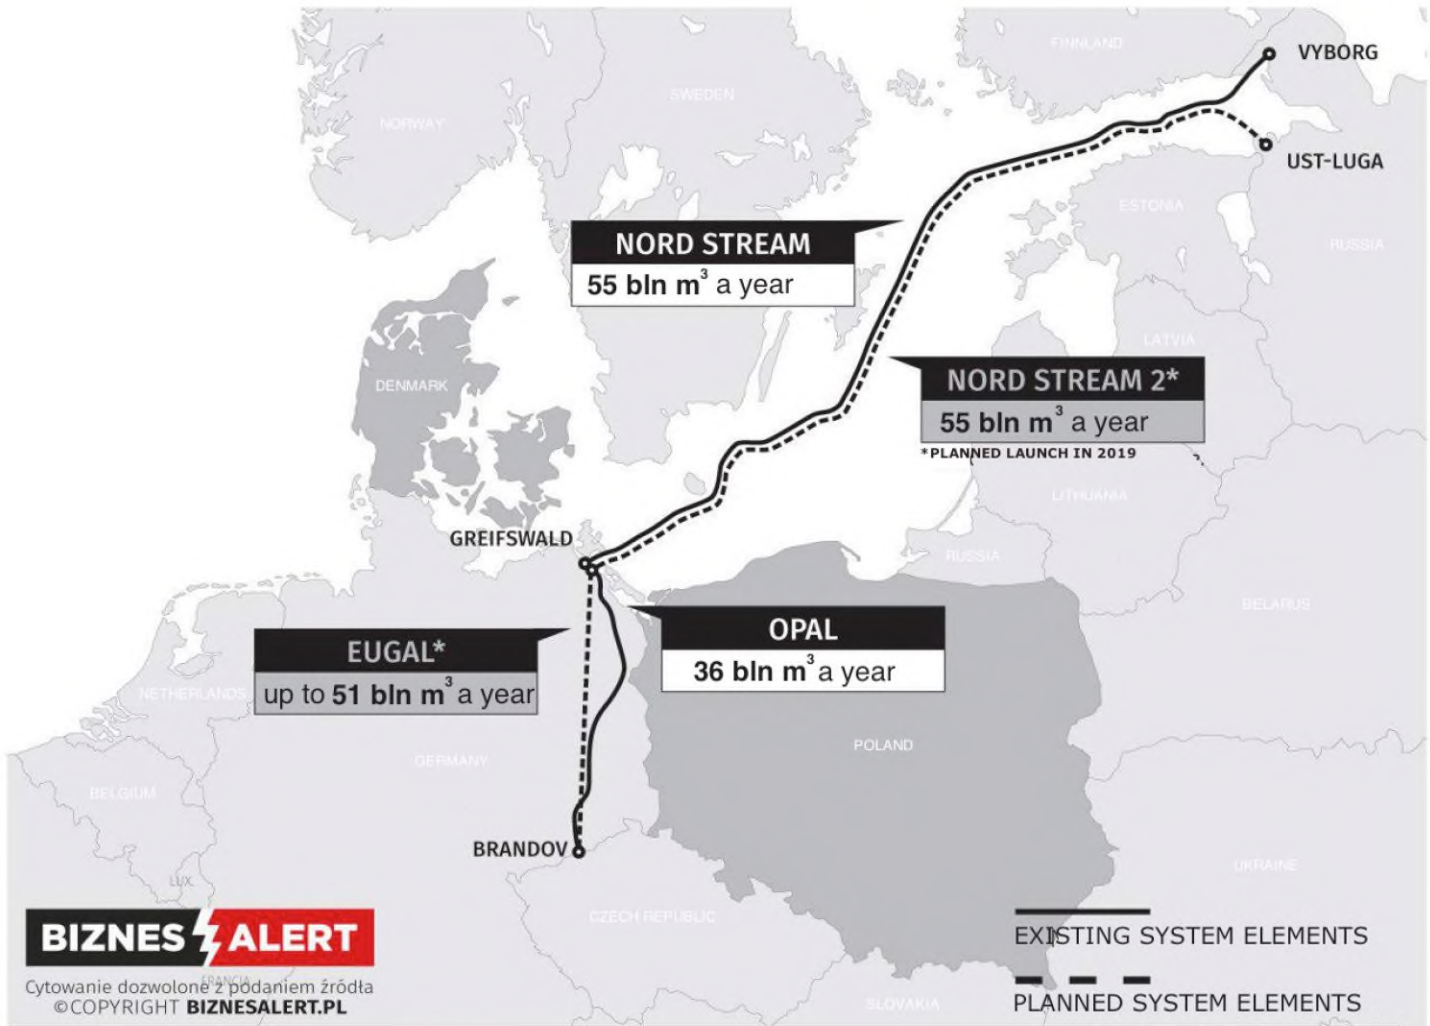 FINNLAND
VYBORG
SWEDEN
NORWAY
UST-LUGA
ESTONIA
NORD STREAM
55 bln m³ a year
RUSSIA
LATVIA
NORD STREAM 2*
55 bln m³ a year
*PLANNED LAUNCH IN 2019
DENMARK
LITHUANIA
GREIFSWALD
RUSSIA
BELARUS
OPAL
36 bln m³ a year
EUGAL*
up to 51 bln m³ a year
NETHERLANDS
POLAND
GERMANY
BELGIUM
BRANDOV
UKRAINE
LUX.
CZECH REPUBLIC
BIZNES ALERT
EXISTING SYSTEM ELEMENTS
FRANCJA
Cytowanie dozwolone z podaniem źródła
©COPYRIGHT BIZNESALERT.PL
SLOVAKIA
PLANNED SYSTEM ELEMENTS